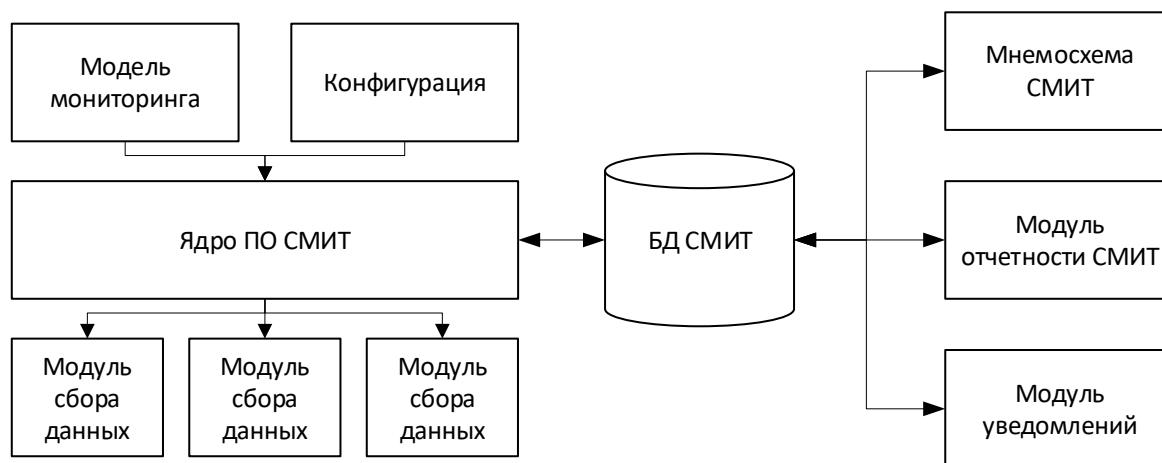 Модель
мониторинга
Конфигурация
Ядро ПО СМИТ
Модуль
сбора
данных
Модуль
сбора
данных
Модуль
сбора
данных
БД СМИТ
Мнемосхема
СМИТ
Модуль
отчетности СМИТ
Модуль
уведомлений